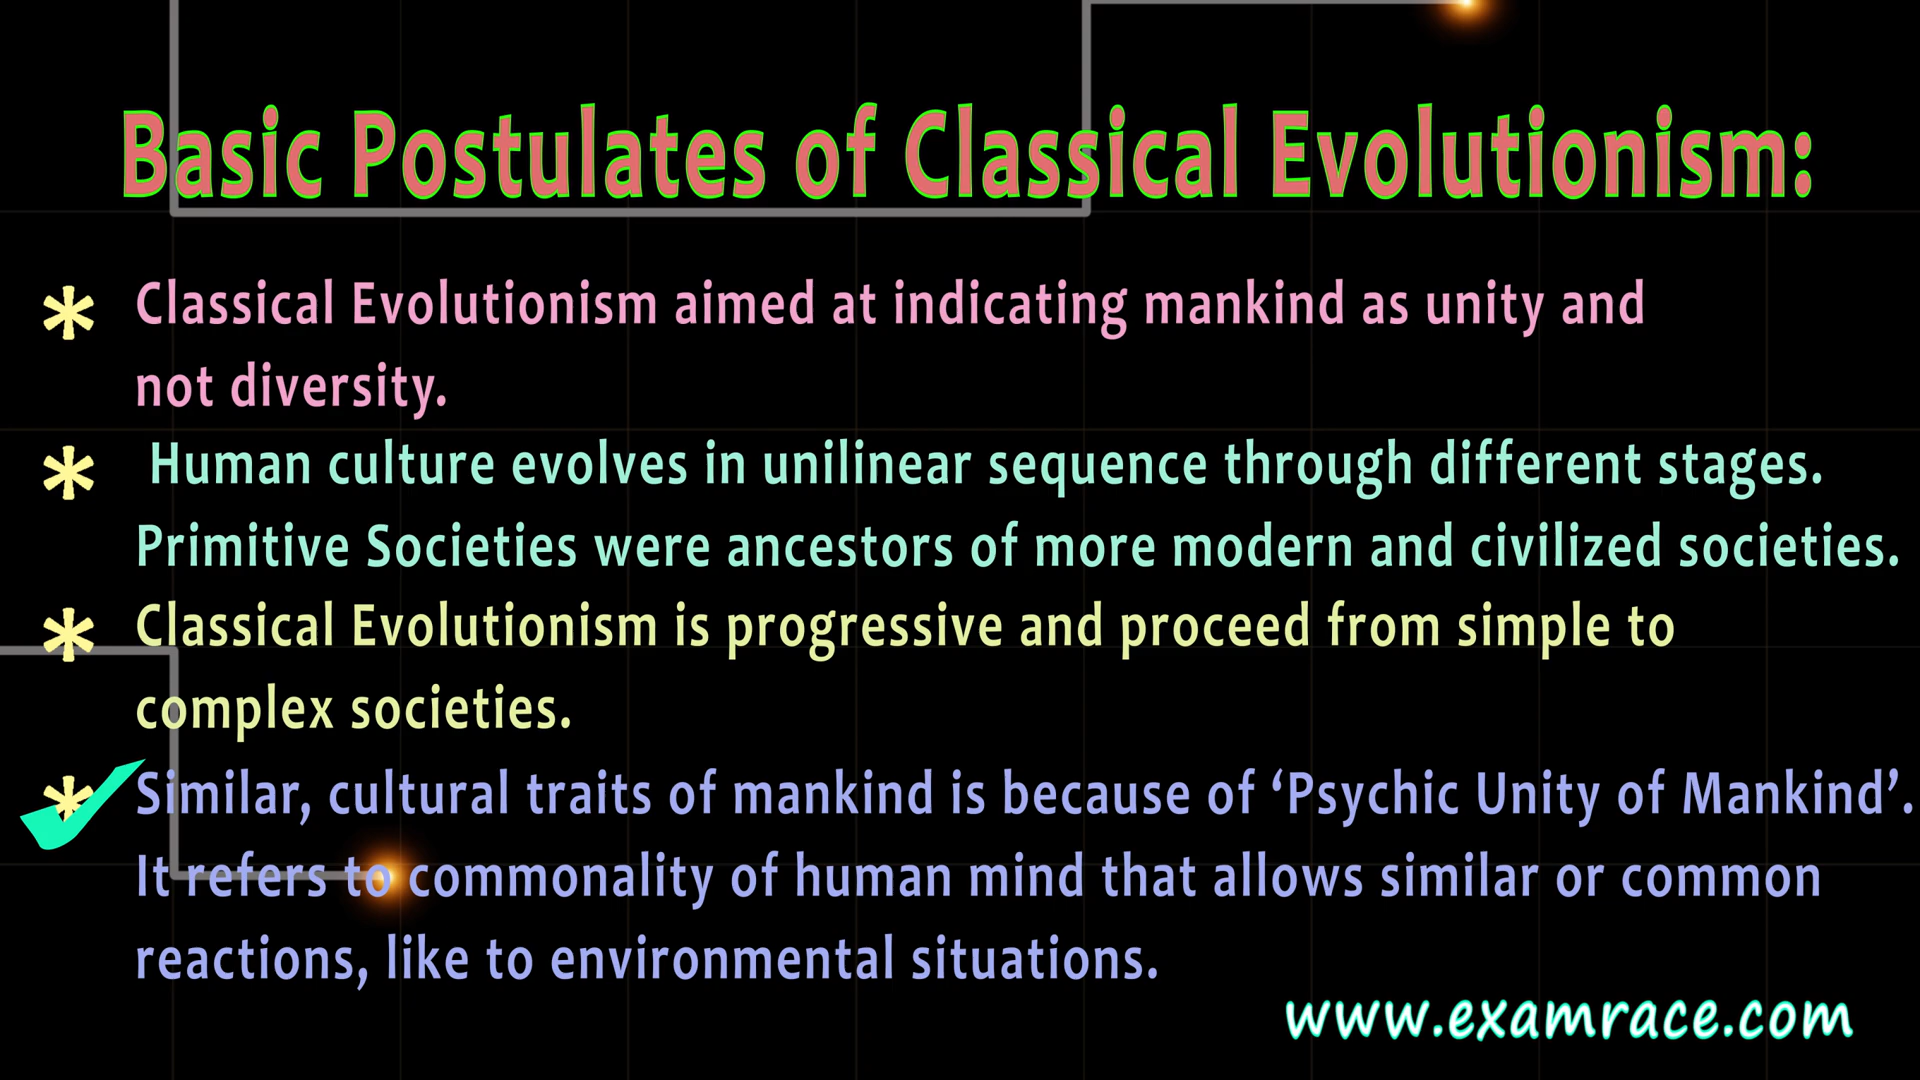 Basic Postulates of Classical Evolutionism:
* Classical Evolutionism aimed at indicating mankind as unity and
not diversity.
* Human culture evolves in unilinear sequence through different stages.
Primitive Societies were ancestors of more modern and civilized societies.
* Classical Evolutionism is progressive and proceed from simple to
complex societies.
* Similar, cultural traits of mankind is because of ‘Psychic Unity of Mankind’.
It refers to commonality of human mind that allows similar or common
reactions, like to environmental situations.
www.examrace.com